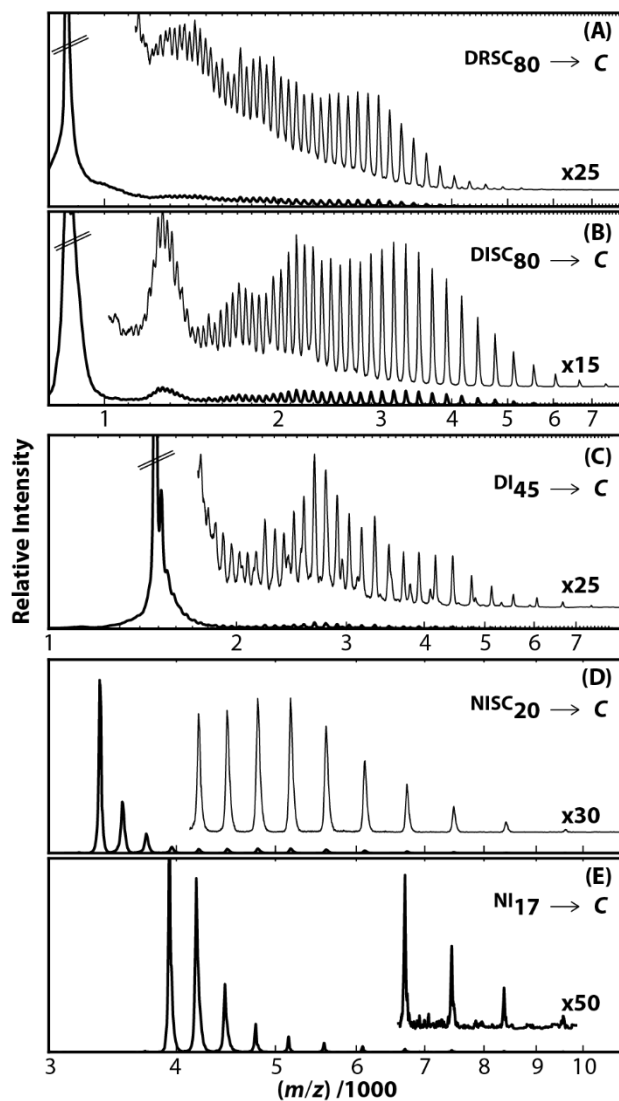 (A)
DRSC80 → C
x25
(B)
DISC80 → C
x15
1 2 3 4 5 6 7
(C)
DI45 → C
x25
1 2 3 4 5 6 7
(D)
NISC20 → C
x30
(E)
NI17 → C
x50
3 4 5 6 7 8 9 10
(m/z) /1000
Relative Intensity